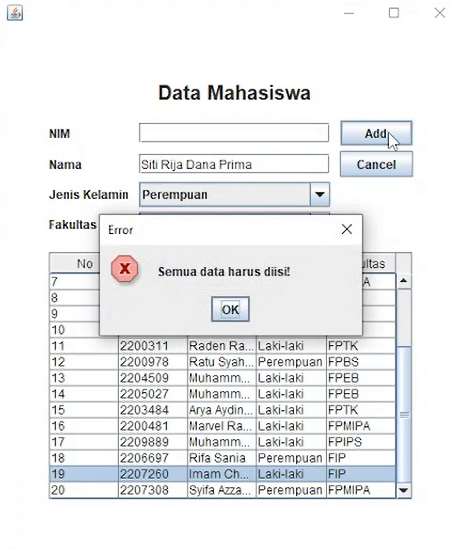 Data Mahasiswa
NIM
Add
Nama
Siti Rija Dana Prima
Cancel
Jenis Kelamin
Perempuan
Fakultas
Error
Semua data harus diisi!
OK
No
7
8
9
10
11 2200311 Raden Ra... Laki-laki FPTK
12 2200978 Ratu Syah... Perempuan FPBS
13 2204509 Muhamm... Laki-laki FPEB
14 2205027 Muhamm... Laki-laki FPEB
15 2203484 Arya Aydin... Laki-laki FPTK
16 2200481 Marvel Ra... Laki-laki FPMIPA
17 2209889 Muhamm... Laki-laki FPIPS
18 2206697 Rifa Sania Perempuan FIP
19 2207260 Imam Ch... Laki-laki FIP
20 2207308 Syifa Azza... Perempuan FPMIPA